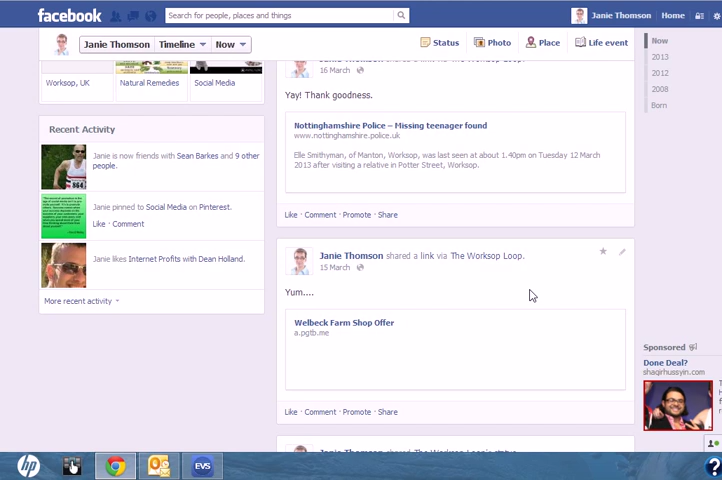 facebook
Search for people, places and things
Janie Thomson
Home
Janie Thomson
Timeline
Now
Status
Photo
Place
Life event
Now
2013
2012
2008
Born
Worksop, UK
Natural Remedies
Social Media
Recent Activity
Janie is now friends with Sean Barkes and 9 other
people.
Janie pinned to Social Media on Pinterest.
Like · Comment
Janie likes Internet Profits with Dean Holland.
More recent activity
16 March
Yay! Thank goodness.
Nottinghamshire Police – Missing teenager found
www.nottinghamshire.police.uk
Elle Smithyman, of Manton, Worksop, was last seen at about 1.40pm on Tuesday 12 March
2013 after visiting a relative in Potter Street, Worksop.
Like · Comment · Promote · Share
Janie Thomson shared a link via The Worksop Loop.
15 March
Yum....
Welbeck Farm Shop Offer
a.pgtb.me
Like · Comment · Promote · Share
Sponsored
Done Deal?
shaqirhussyin.com
hp
EVS